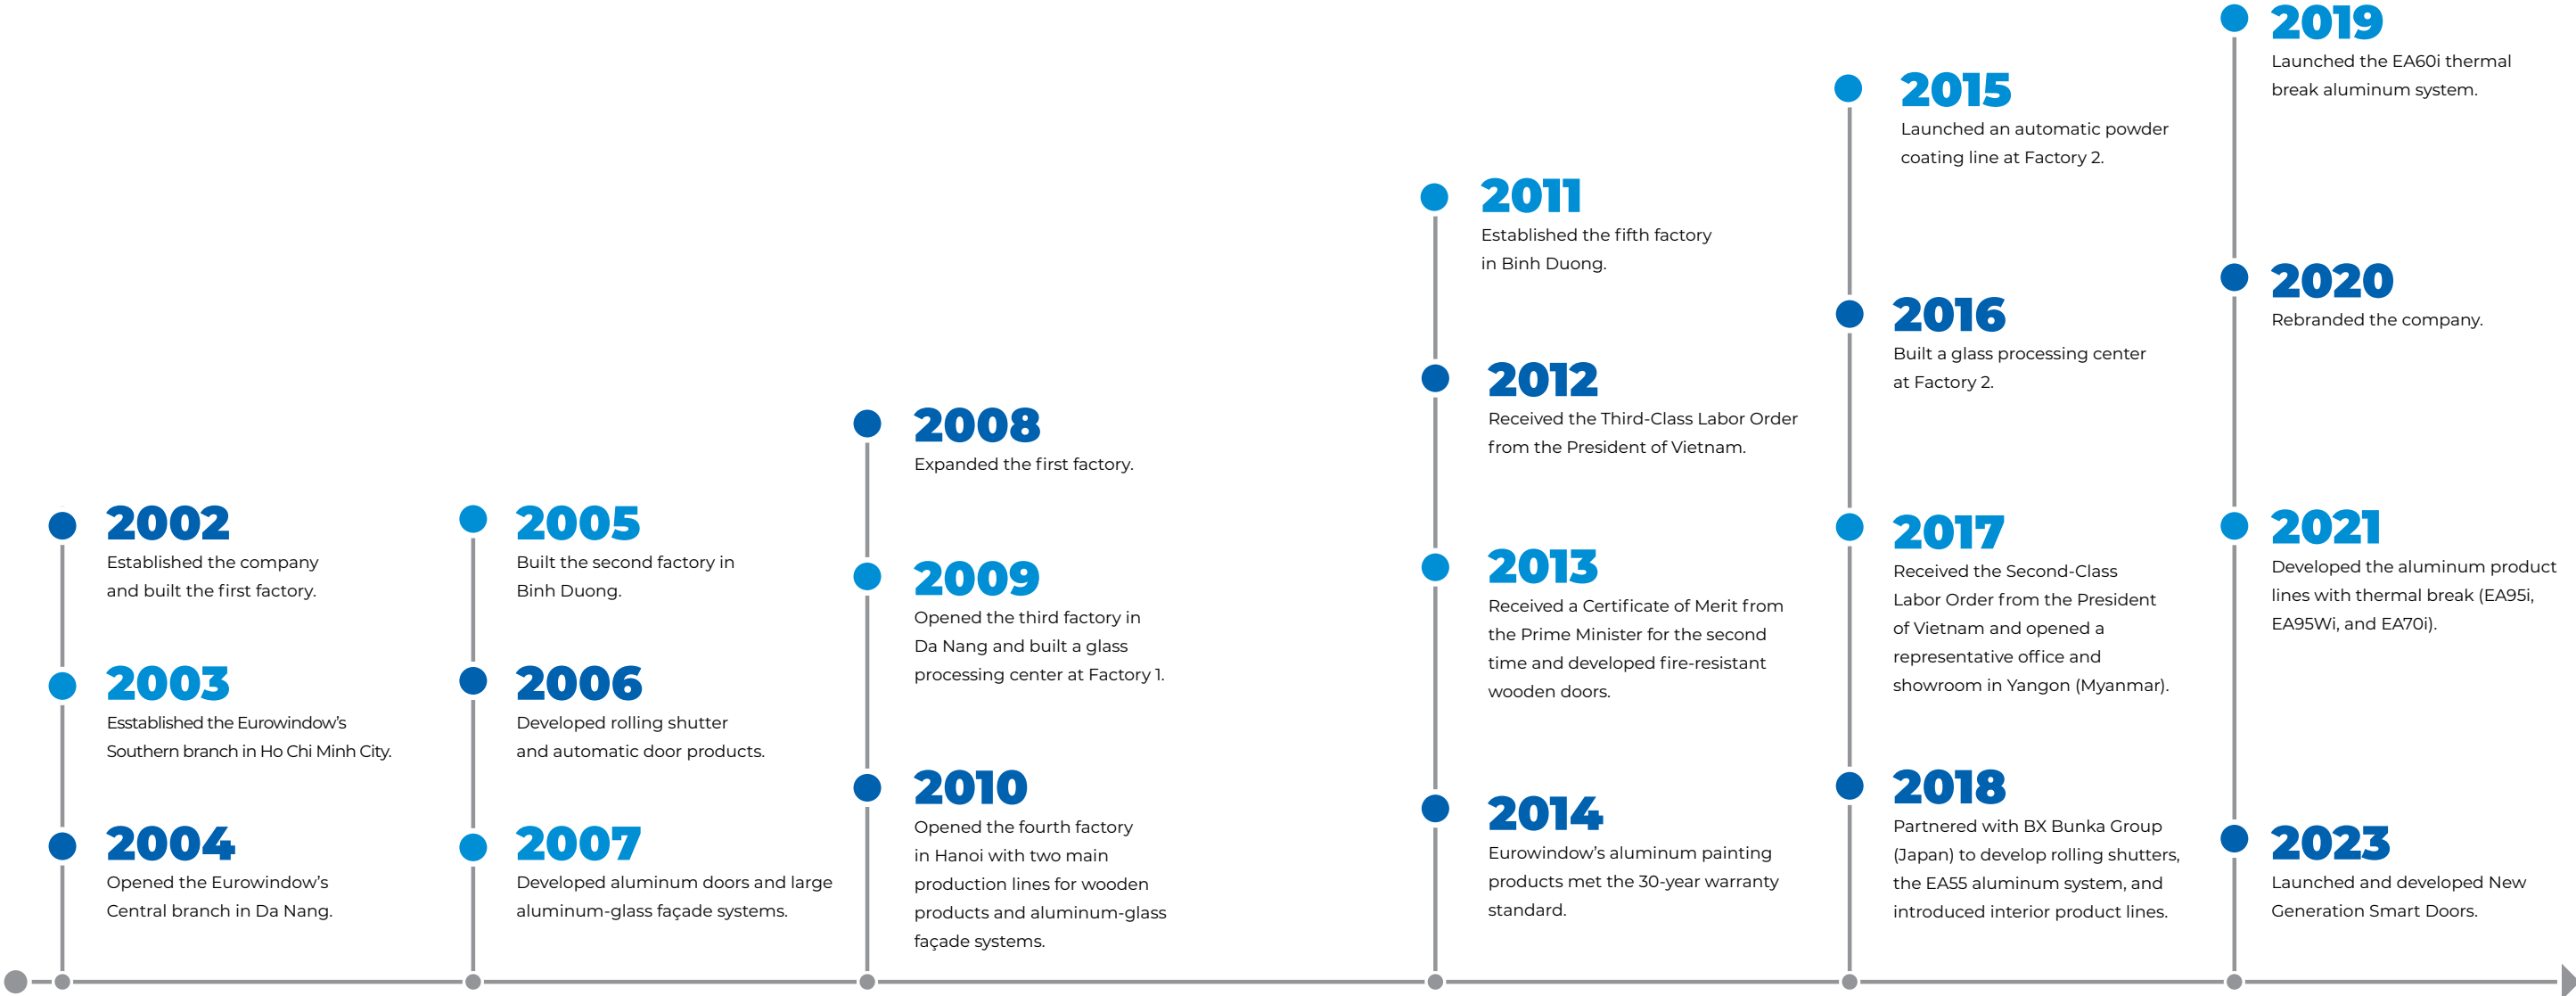 2002
Established the company
and built the first factory.
2003
Esstablished the Eurowindow's
Southern branch in Ho Chi Minh City.
2004
Opened the Eurowindow's
Central branch in Da Nang.
2005
Built the second factory in
Binh Duong.
2006
Developed rolling shutter
and automatic door products.
2007
Developed aluminum doors and large
aluminum-glass façade systems.
2008
Expanded the first factory.
2009
Opened the third factory in
Da Nang and built a glass
processing center at Factory 1.
2010
Opened the fourth factory
in Hanoi with two main
production lines for wooden
products and aluminum-glass
façade systems.
2011
Established the fifth factory
in Binh Duong.
2012
Received the Third-Class Labor Order
from the President of Vietnam.
2013
Received a Certificate of Merit from
the Prime Minister for the second
time and developed fire-resistant
wooden doors.
2014
Eurowindow's aluminum painting
products met the 30-year warranty
standard.
2015
Launched an automatic powder
coating line at Factory 2.
2016
Built a glass processing center
at Factory 2.
2017
Received the Second-Class
Labor Order from the President
of Vietnam and opened a
representative office and
showroom in Yangon (Myanmar).
2018
Partnered with BX Bunka Group
(Japan) to develop rolling shutters,
the EA55 aluminum system, and
introduced interior product lines.
2019
Launched the EA60i thermal
break aluminum system.
2020
Rebranded the company.
2021
Developed the aluminum product
lines with thermal break (EA95i,
EA95Wi, and EA70i).
2023
Launched and developed New
Generation Smart Doors.